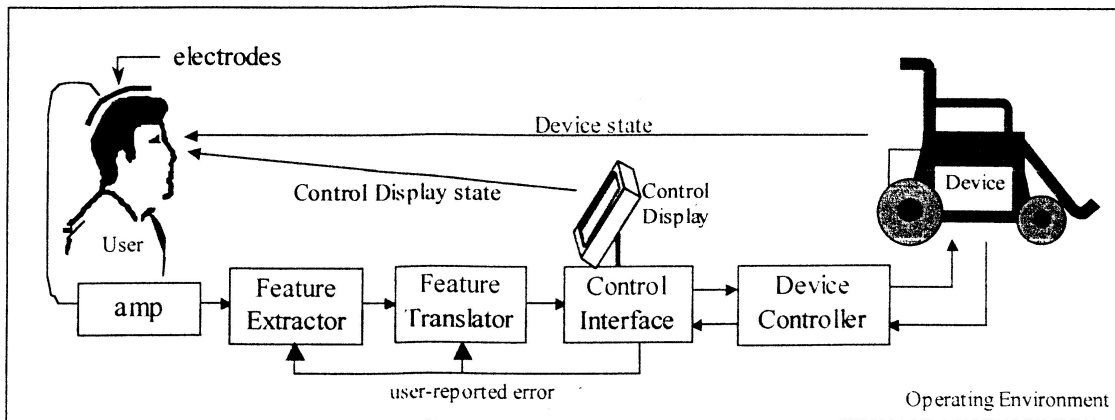 electrodes
Device state
Control Display state
Control
Display
Device
User
amp
Feature
Extractor
Feature
Translator
Control
Interface
Device
Controller
user-reported error
Operating Environment